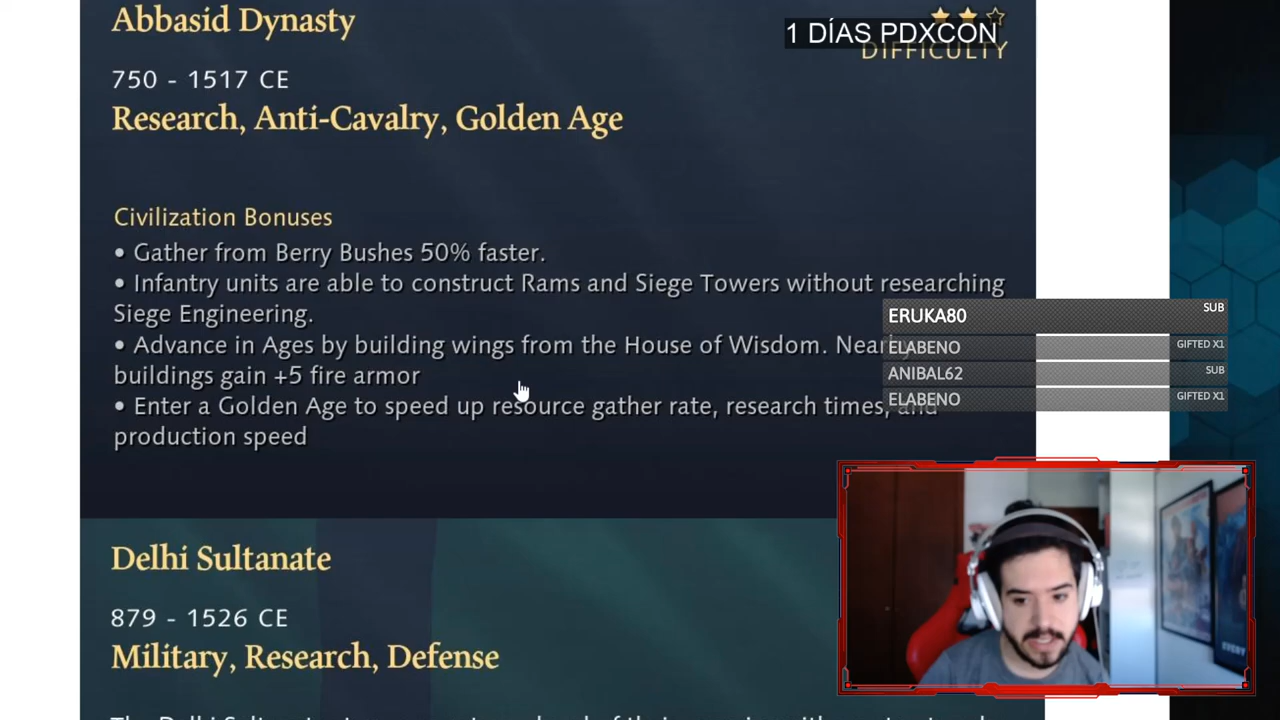 Abbasid Dynasty
1 DÍAS PDXCON
DIFFICULTY
750 - 1517 CE
Research, Anti-Cavalry, Golden Age
Civilization Bonuses
• Gather from Berry Bushes 50% faster.
• Infantry units are able to construct Rams and Siege Towers without researching
Siege Engineering.
• Advance in Ages by building wings from the House of Wisdom. Nearby
buildings gain +5 fire armor
• Enter a Golden Age to speed up resource gather rate, research times, and
production speed
ERUKA80 SUB
ELABENO GIFTED X1
ANIBAL62 SUB
ELABENO GIFTED X1
Delhi Sultanate
879 - 1526 CE
Military, Research, Defense